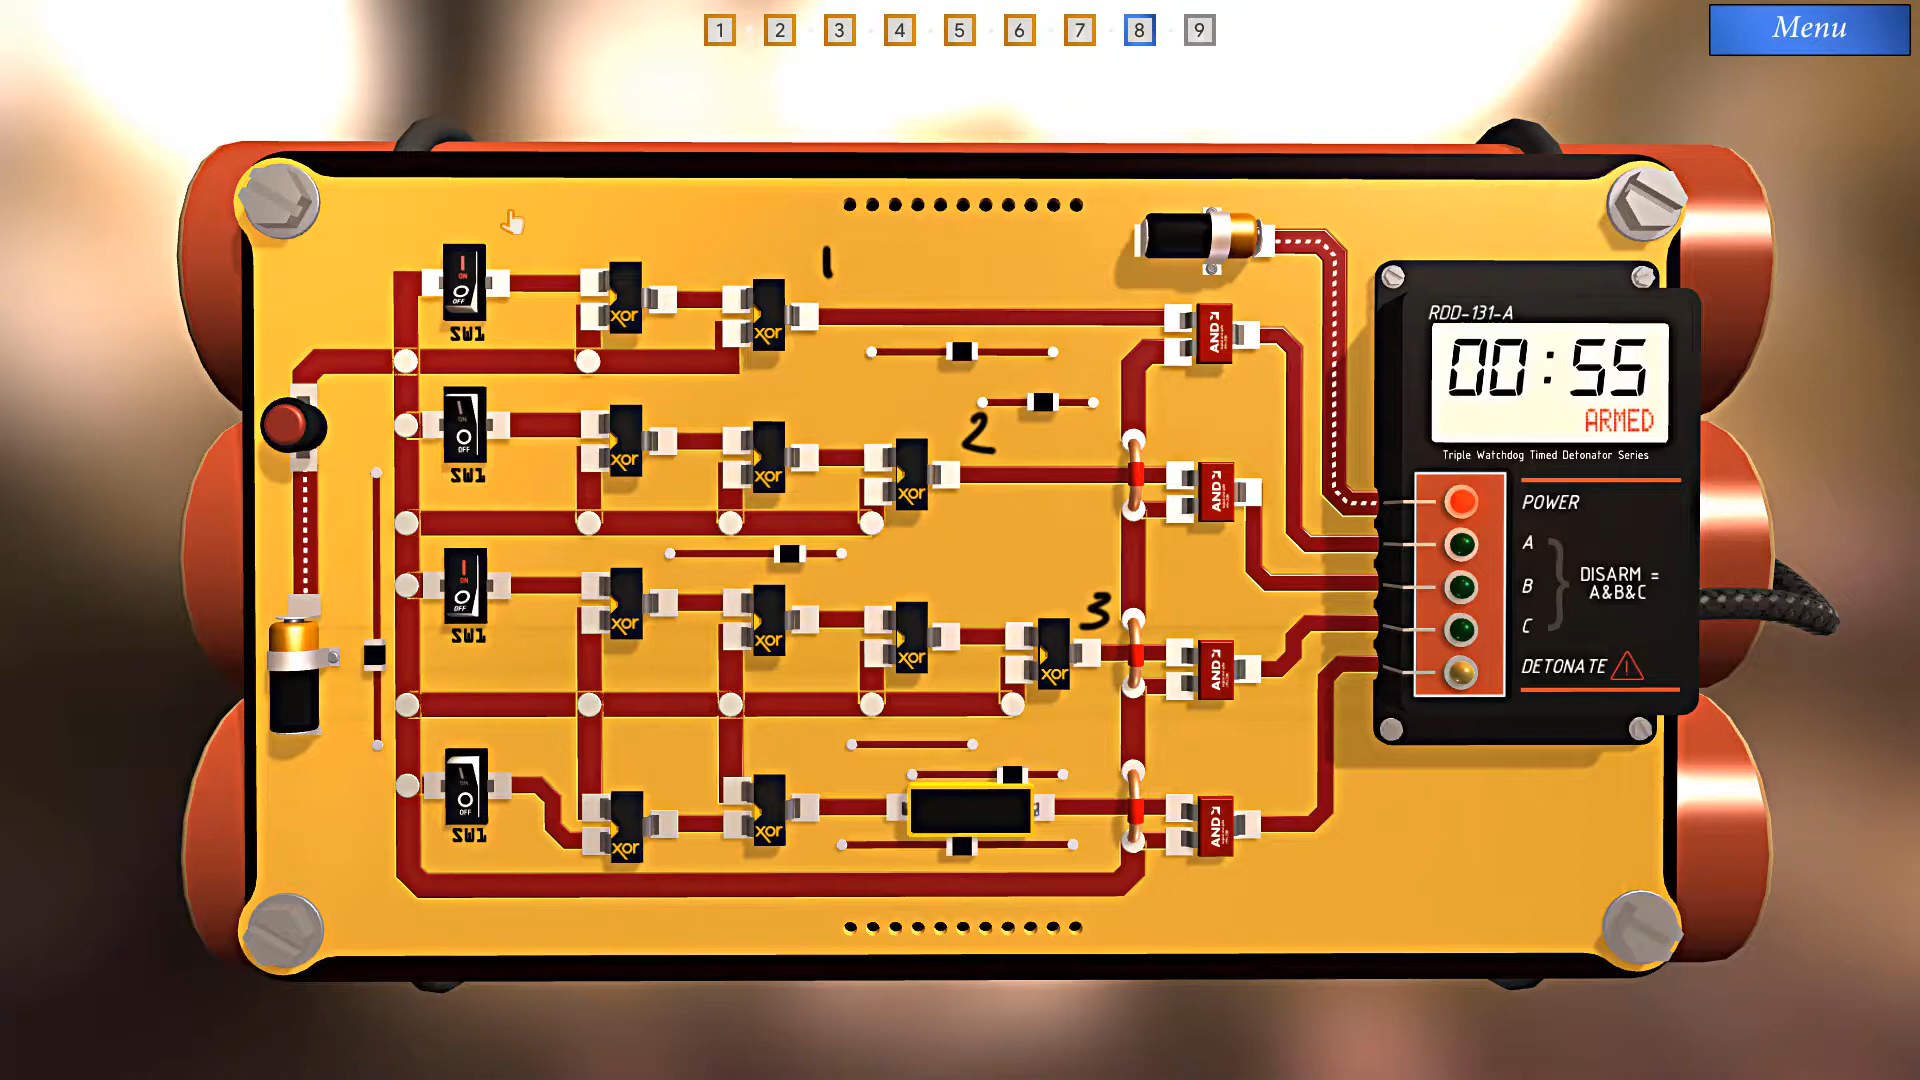 1 2 3 4 5 6 7 8 9
Menu
1
RDD-131-A
00:55
ARMED
Triple Watchdog Timed Detonator Series
POWER
A
B
C
DISARM =
A&B&C
DETONATE
ON
OFF
SW1
xor
xor
AND
ON
OFF
SW1
xor
xor
xor
2
AND
ON
OFF
SW1
xor
xor
xor
xor
3
AND
ON
OFF
SW1
xor
xor
AND